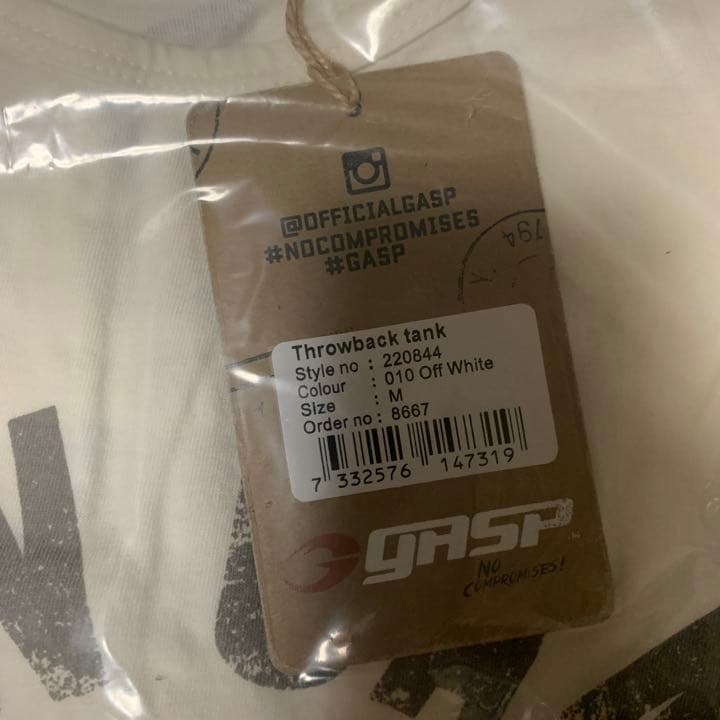 @OFFICIALGASP
#NOCOMPROMISES
#GASP
794
Throwback tank
Style no : 220844
Colour : 010 Off White
Size : M
Order no : 8667
7 332576 147319
GASP
NO
COMPROMISES!